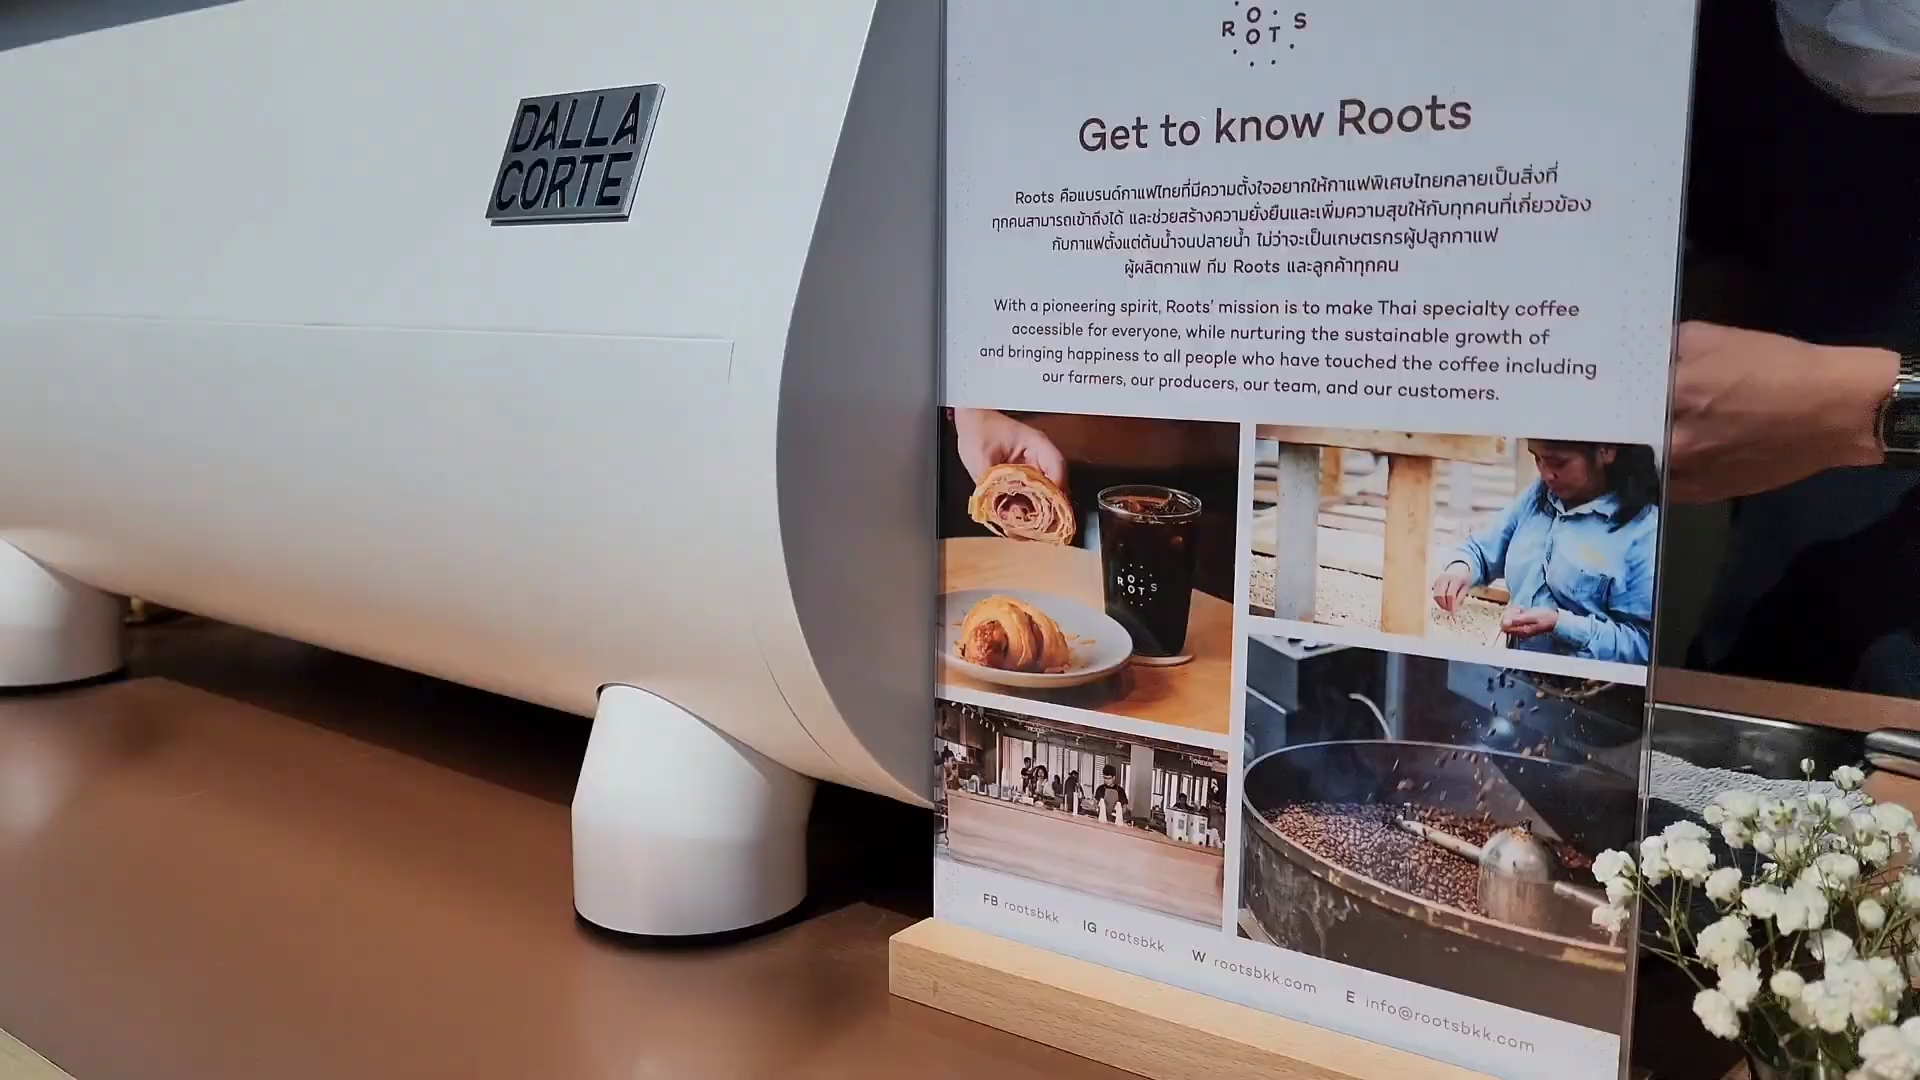 DALLA
CORTE
ROOTS
Get to know Roots
Roots คือแบรนด์กาแฟไทยที่มีความตั้งใจอยากให้กาแฟพิเศษไทยกลายเป็นสิ่งที่
ทุกคนสามารถเข้าถึงได้ และช่วยสร้างความยั่งยืนและเพิ่มความสุขให้กับทุกคนที่เกี่ยวข้อง
กับกาแฟตั้งแต่ต้นน้ำจนปลายน้ำ ไม่ว่าจะเป็นเกษตรกรผู้ปลูกกาแฟ
ผู้ผลิตกาแฟ ทีม Roots และลูกค้าทุกคน
With a pioneering spirit, Roots' mission is to make Thai specialty coffee
accessible for everyone, while nurturing the sustainable growth of
and bringing happiness to all people who have touched the coffee including
our farmers, our producers, our team, and our customers.
ROOTS
ORDER
FB rootsbkk IG rootsbkk W rootsbkk.com E info@rootsbkk.com